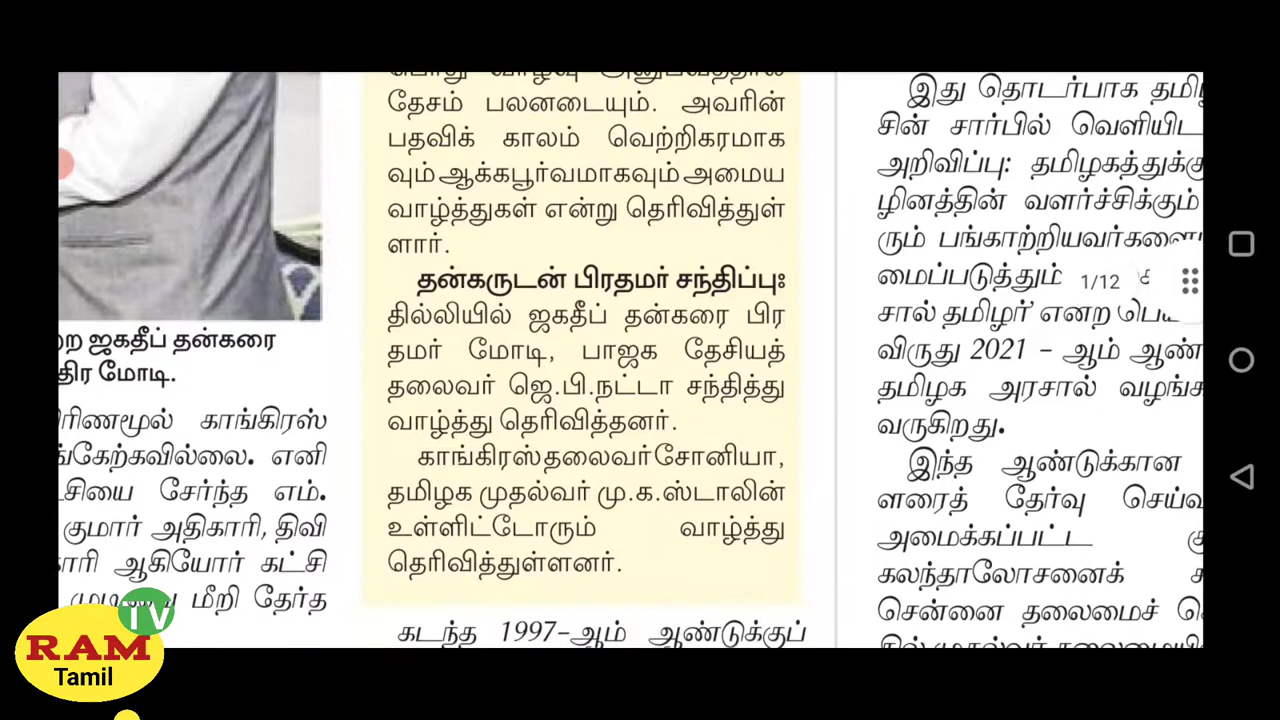 ஜகதீப் தன்கரை
மோடி.
காங்கிரஸ்
எனி
சேர்ந்த எம்.
குமார் அதிகாரி, திவி
ஆகியோர் கட்சி
மீறி தேர்த
தேசம் பலனடையும். அவரின்
பதவிக் காலம் வெற்றிகரமாக
வும் ஆக்கபூர்வமாகவும் அமைய
வாழ்த்துகள் என்று தெரிவித்துள்
ளார்.
தன்கருடன் பிரதமர் சந்திப்பு:
தில்லியில் ஜகதீப் தன்கரை பிர
தமர் மோடி, பாஜக தேசியத்
தலைவர் ஜெ.பி.நட்டா சந்தித்து
வாழ்த்து தெரிவித்தனர்.
காங்கிரஸ் தலைவர் சோனியா,
தமிழக முதல்வர் மு.க.ஸ்டாலின்
உள்ளிட்டோரும் வாழ்த்து
தெரிவித்துள்ளனர்.
கடந்த 1997-ஆம் ஆண்டுக்குப்
இது தொடர்பாக
சின் சார்பில்
அறிவிப்பு:
ழினத்தின் வளர்ச்சிக்கும்
ரும்
மைப்படுத்தும்
சால் தமிழர்'
விருது 2021 - ஆம்
தமிழக அரசால்
வருகிறது.
இந்த ஆண்டுக்கான
ளரைத் தேர்வு
அமைக்கப்பட்ட
கலந்தாலோசனைக்
சென்னை தலைமைச்
1/12
RAM TV
Tamil